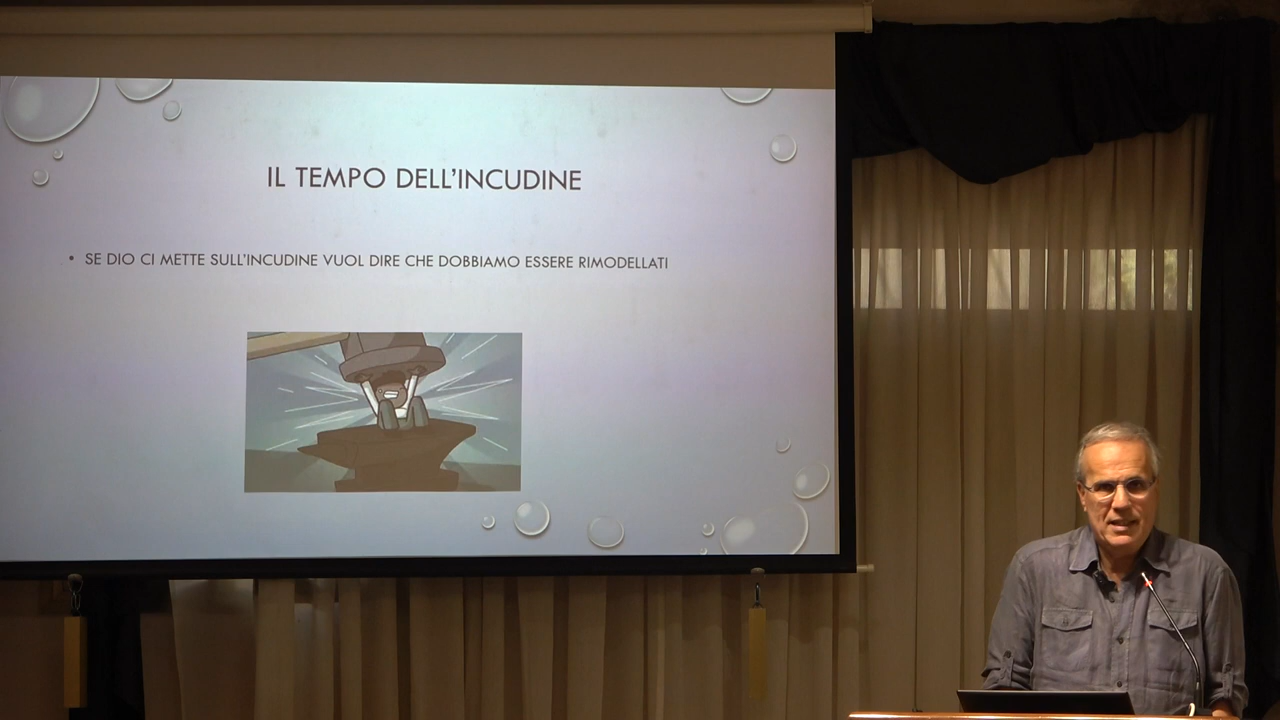 IL TEMPO DELL’INCUDINE
• SE DIO CI METTE SULL’INCUDINE VUOL DIRE CHE DOBBIAMO ESSERE RIMODELLATI